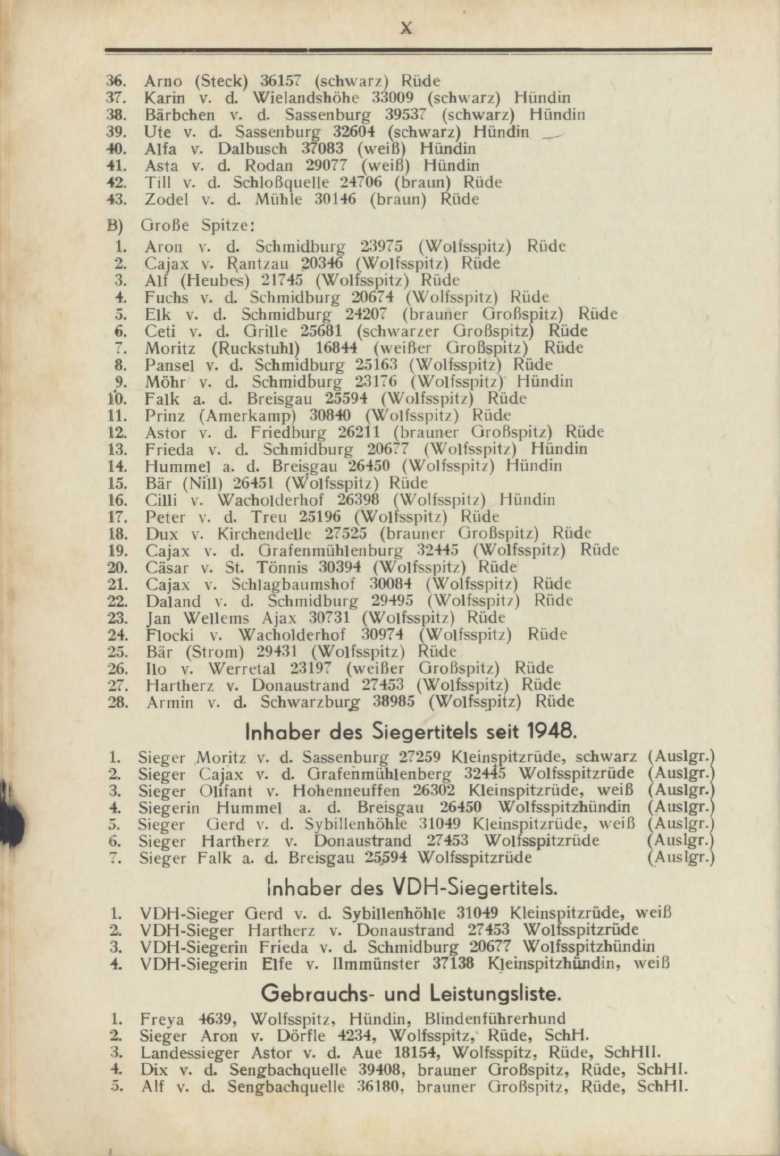 X
36. Arno (Steck) 36157 (schwarz) Rüde
37. Karin v. d. Wielandshöhe 33009 (schwarz) Hündin
38. Bärbchen v. d. Sassenburg 39537 (schwarz) Hündin
39. Ute v. d. Sassenburg 32604 (schwarz) Hündin
40. Alfa v. Dalbusch 37083 (weiß) Hündin
41. Asta v. d. Rodan 29077 (weiß) Hündin
42. Till v. d. Schloßquelle 24706 (braun) Rüde
43. Zodel v. d. Mühle 30146 (braun) Rüde
B) Große Spitze:
1. Aron v. d. Schmidburg 23975 (Wolfsspitz) Rüde
2. Cajax v. Rantzau 20346 (Wolfsspitz) Rüde
3. Alf (Heubes) 21745 (Wolfsspitz) Rüde
4. Fuchs v. d. Schmidburg 20674 (Wolfsspitz) Rüde
5. Elk v. d. Schmidburg 24207 (brauner Großspitz) Rüde
6. Ceti v. d. Grille 25681 (schwarzer Großspitz) Rüde
7. Moritz (Ruckstuhl) 16844 (weißer Großspitz) Rüde
8. Pansel v. d. Schmidburg 25163 (Wolfsspitz) Rüde
9. Möhr v. d. Schmidburg 23176 (Wolfsspitz) Hündin
10. Falk a. d. Breisgau 25594 (Wolfsspitz) Rüde
11. Prinz (Amerkamp) 30840 (Wolfsspitz) Rüde
12. Astor v. d. Friedburg 26211 (brauner Großspitz) Rüde
13. Frieda v. d. Schmidburg 20677 (Wolfsspitz) Hündin
14. Hummel a. d. Breisgau 26450 (Wolfsspitz) Hündin
15. Bär (Nill) 26451 (Wolfsspitz) Rüde
16. Cilli v. Wacholderhof 26398 (Wolfsspitz) Hündin
17. Peter v. d. Treu 25196 (Wolfsspitz) Rüde
18. Dux v. Kirchendelle 27525 (brauner Großspitz) Rüde
19. Cajax v. d. Grafenmühlenburg 32445 (Wolfsspitz) Rüde
20. Cäsar v. St. Tönnis 30394 (Wolfsspitz) Rüde
21. Cajax v. Schlagbaumshof 30084 (Wolfsspitz) Rüde
22. Daland v. d. Schmidburg 29495 (Wolfsspitz) Rüde
23. Jan Wellems Ajax 30731 (Wolfsspitz) Rüde
24. Flocki v. Wacholderhof 30974 (Wolfsspitz) Rüde
25. Bär (Strom) 29431 (Wolfsspitz) Rüde
26. Ilo v. Werretal 23197 (weißer Großspitz) Rüde
27. Hartherz v. Donaustrand 27453 (Wolfsspitz) Rüde
28. Armin v. d. Schwarzburg 38985 (Wolfsspitz) Rüde
Inhaber des Siegertitels seit 1948.
1. Sieger Moritz v. d. Sassenburg 27259 Kleinspitzrüde, schwarz (Auslgr.)
2. Sieger Cajax v. d. Grafenmühlenberg 32445 Wolfsspitzrüde (Auslgr.)
3. Sieger Olifant v. Hohenneuffen 26302 Kleinspitzrüde, weiß (Auslgr.)
4. Siegerin Hummel a. d. Breisgau 26450 Wolfsspitzhündin (Auslgr.)
5. Sieger Gerd v. d. Sybillenhöhle 31049 Kleinspitzrüde, weiß (Auslgr.)
6. Sieger Hartherz v. Donaustrand 27453 Wolfsspitzrüde (Auslgr.)
7. Sieger Falk a. d. Breisgau 25594 Wolfsspitzrüde (Auslgr.)
Inhaber des VDH-Siegertitels.
1. VDH-Sieger Gerd v. d. Sybillenhöhle 31049 Kleinspitzrüde, weiß
2. VDH-Sieger Hartherz v. Donaustrand 27453 Wolfsspitzrüde
3. VDH-Siegerin Frieda v. d. Schmidburg 20677 Wolfsspitzhündin
4. VDH-Siegerin Elfe v. Ilmmünster 37138 Kleinspitzhündin, weiß
Gebrauchs- und Leistungsliste.
1. Freya 4639, Wolfsspitz, Hündin, Blindenführerhund
2. Sieger Aron v. Dörfle 4234, Wolfsspitz, Rüde, SchH.
3. Landessieger Astor v. d. Aue 18154, Wolfsspitz, Rüde, SchHII.
4. Dix v. d. Sengbachquelle 39408, brauner Großspitz, Rüde, SchHI.
5. Alf v. d. Sengbachquelle 36180, brauner Großspitz, Rüde, SchHI.